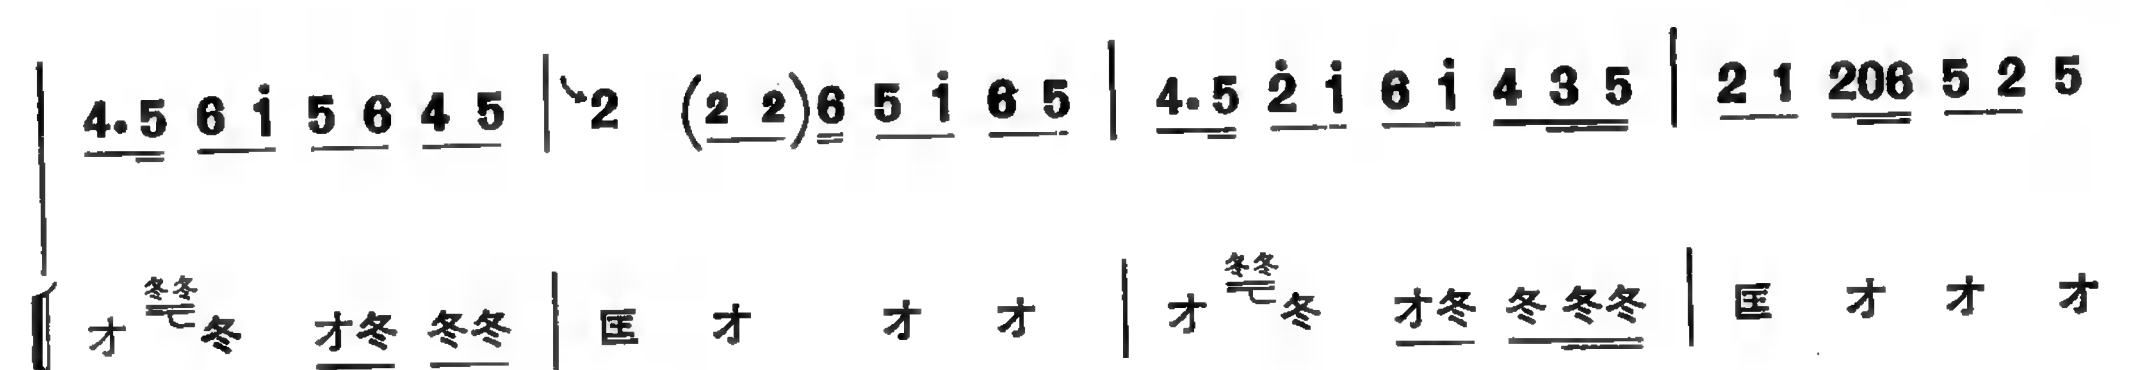 4.5 6 i̇ 5 6 4 5 | 2 (2 2)6 5 i̇ 6 5 | 4.5 2̇ i̇ 6 i̇ 4 3 5 | 2 1 206 5 2 5
才 冬冬 冬 才冬 冬冬 | 匡 才 才 才 | 才 冬冬 冬 才冬 冬 冬冬 | 匡 才 才 才